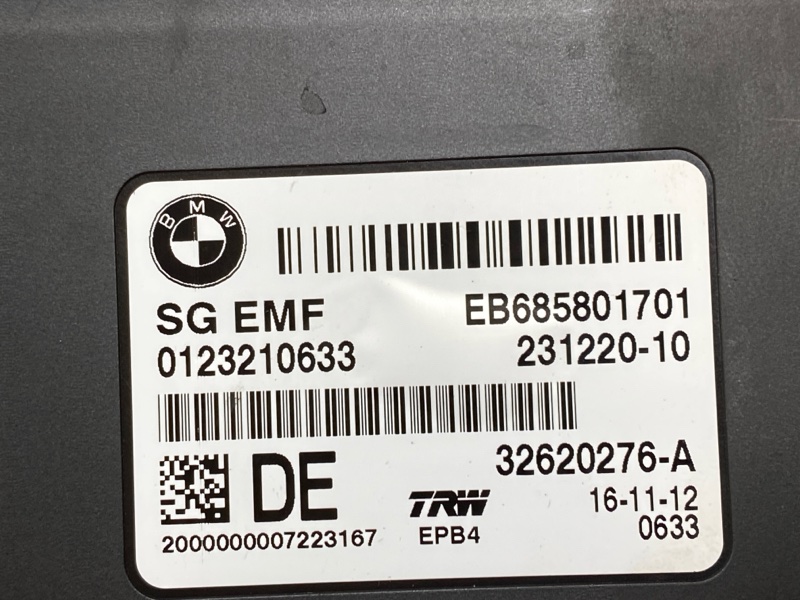 BMW
SG EMF EB685801701
0123210633 231220-10
32620276-A
DE TRW 16-11-12
2000000007223167 EPB4 0633